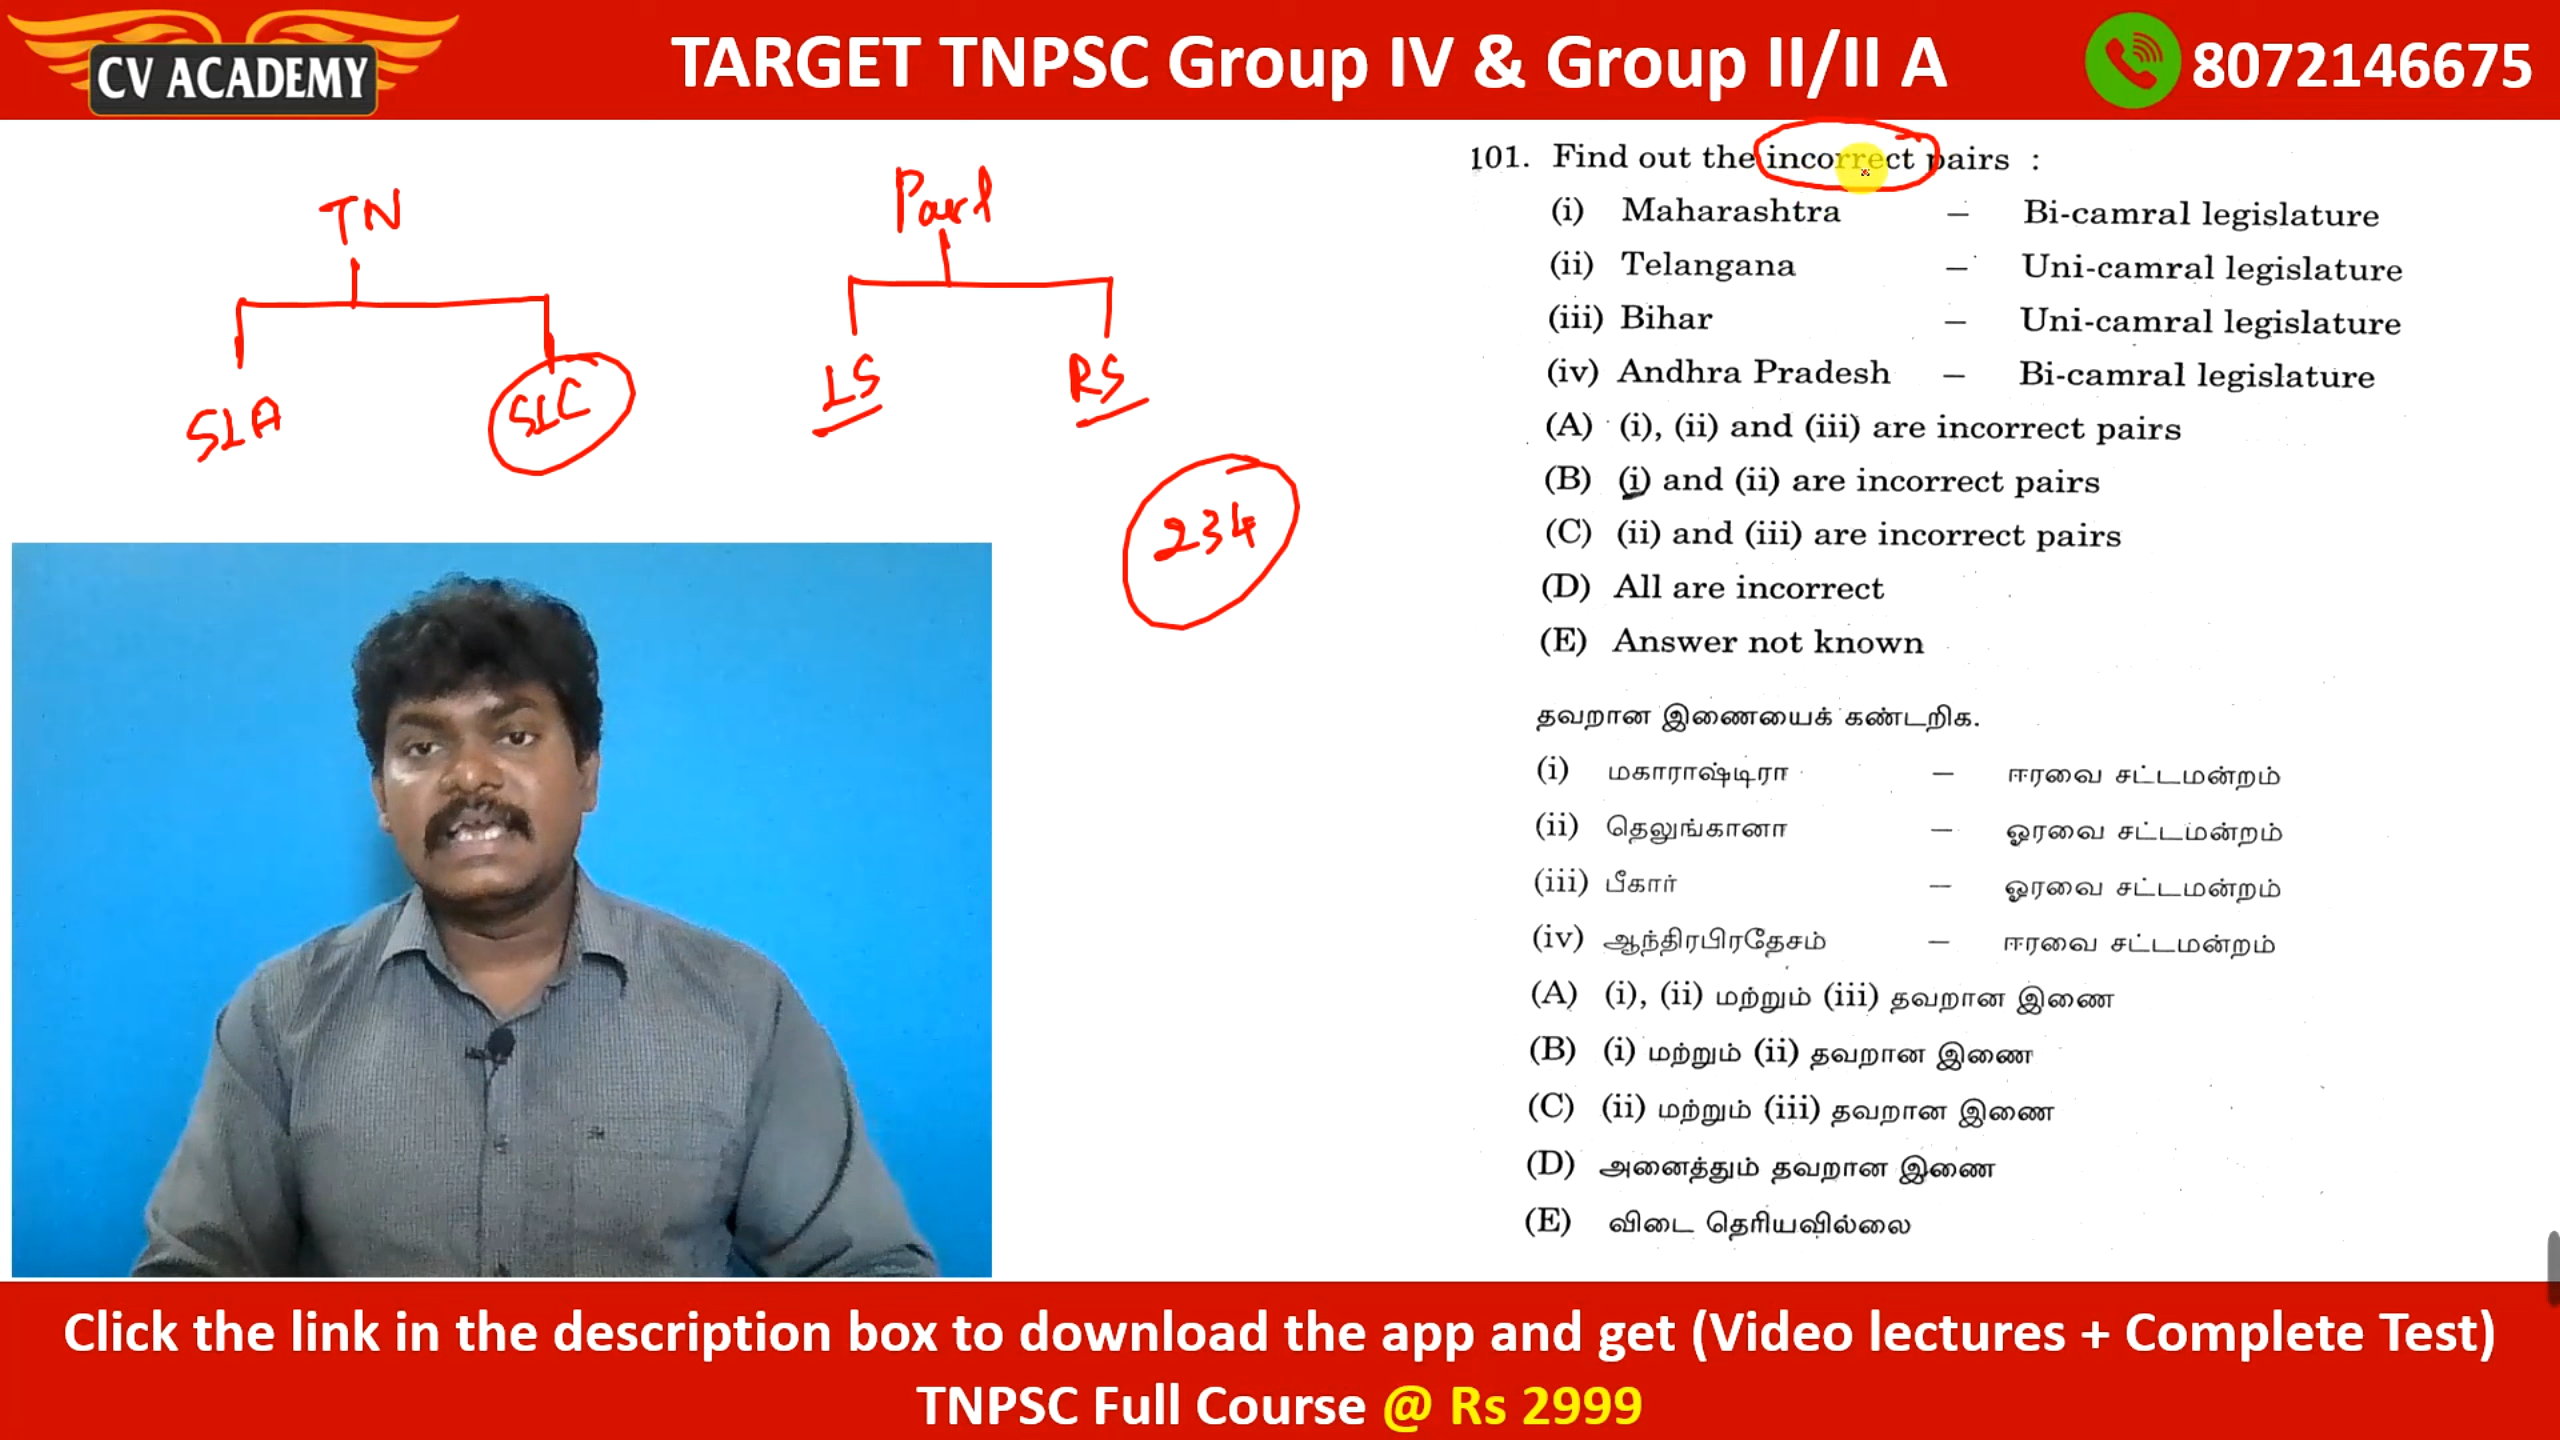 CV ACADEMY
TARGET TNPSC Group IV & Group II/II A
8072146675
TN
SLA
SLC
Parl
LS
RS
234
101. Find out the incorrect pairs :
(i) Maharashtra – Bi-camral legislature
(ii) Telangana – Uni-camral legislature
(iii) Bihar – Uni-camral legislature
(iv) Andhra Pradesh – Bi-camral legislature
(A) (i), (ii) and (iii) are incorrect pairs
(B) (i) and (ii) are incorrect pairs
(C) (ii) and (iii) are incorrect pairs
(D) All are incorrect
(E) Answer not known
தவறான இணையைக் கண்டறிக.
(i) மகாராஷ்டிரா – ஈரவை சட்டமன்றம்
(ii) தெலுங்கானா – ஓரவை சட்டமன்றம்
(iii) பீகார் – ஓரவை சட்டமன்றம்
(iv) ஆந்திரபிரதேசம் – ஈரவை சட்டமன்றம்
(A) (i), (ii) மற்றும் (iii) தவறான இணை
(B) (i) மற்றும் (ii) தவறான இணை
(C) (ii) மற்றும் (iii) தவறான இணை
(D) அனைத்தும் தவறான இணை
(E) விடை தெரியவில்லை
Click the link in the description box to download the app and get (Video lectures + Complete Test)
TNPSC Full Course @ Rs 2999